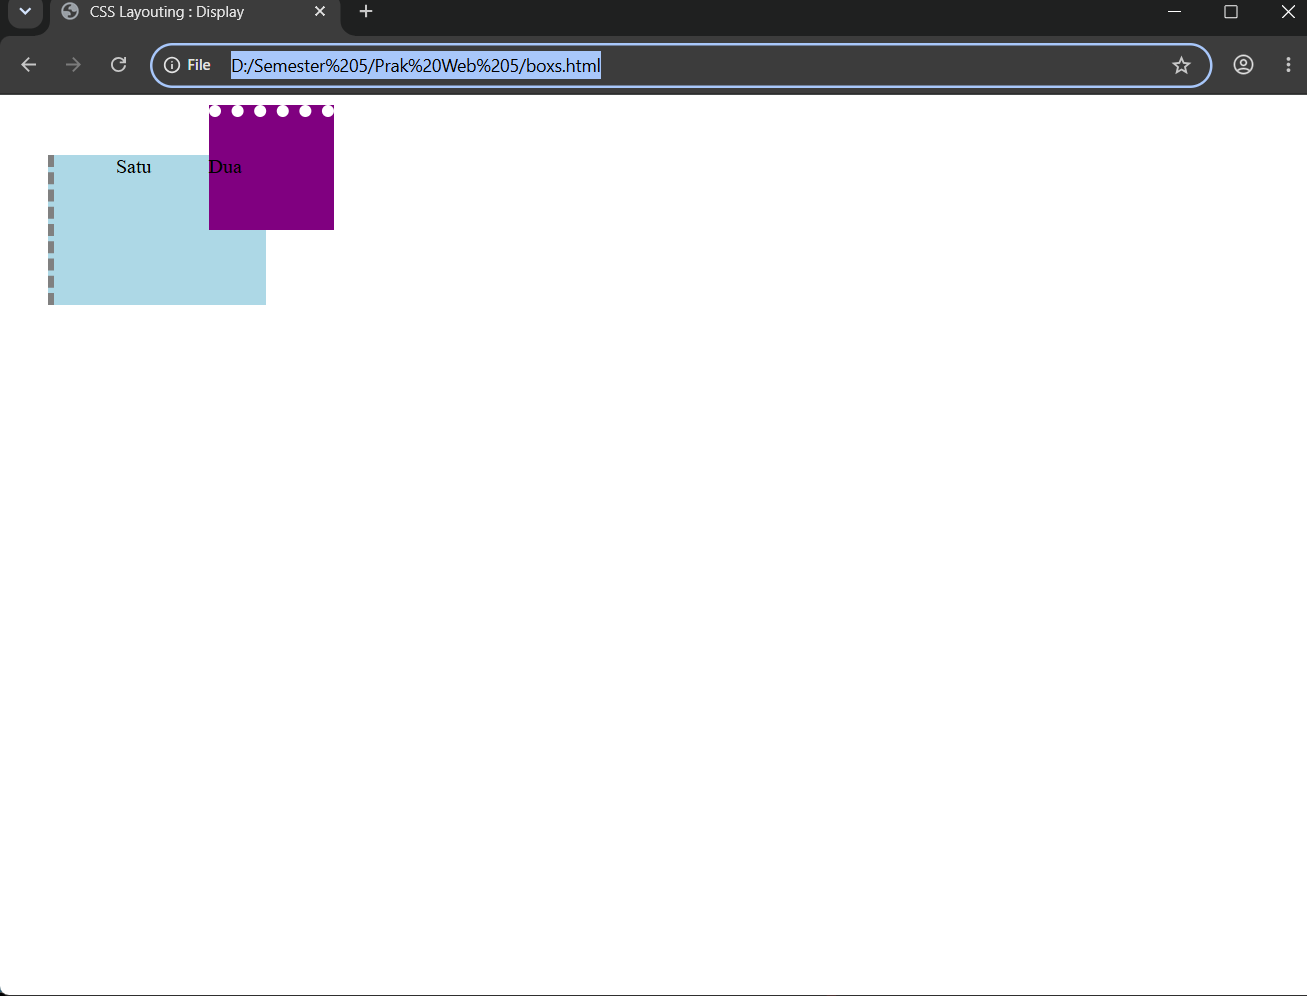 CSS Layouting : Display
File D:/Semester%205/Prak%20Web%205/boxs.html
Satu Dua